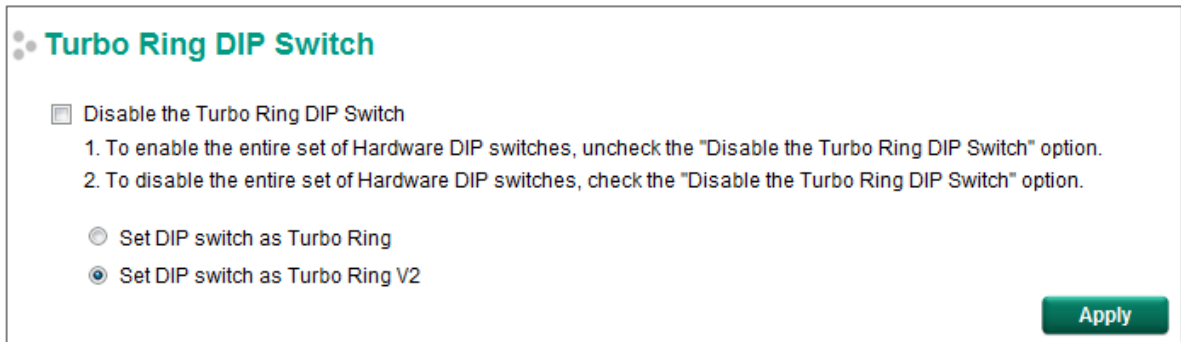 Turbo Ring DIP Switch
Disable the Turbo Ring DIP Switch
1. To enable the entire set of Hardware DIP switches, uncheck the "Disable the Turbo Ring DIP Switch" option.
2. To disable the entire set of Hardware DIP switches, check the "Disable the Turbo Ring DIP Switch" option.
Set DIP switch as Turbo Ring
Set DIP switch as Turbo Ring V2
Apply